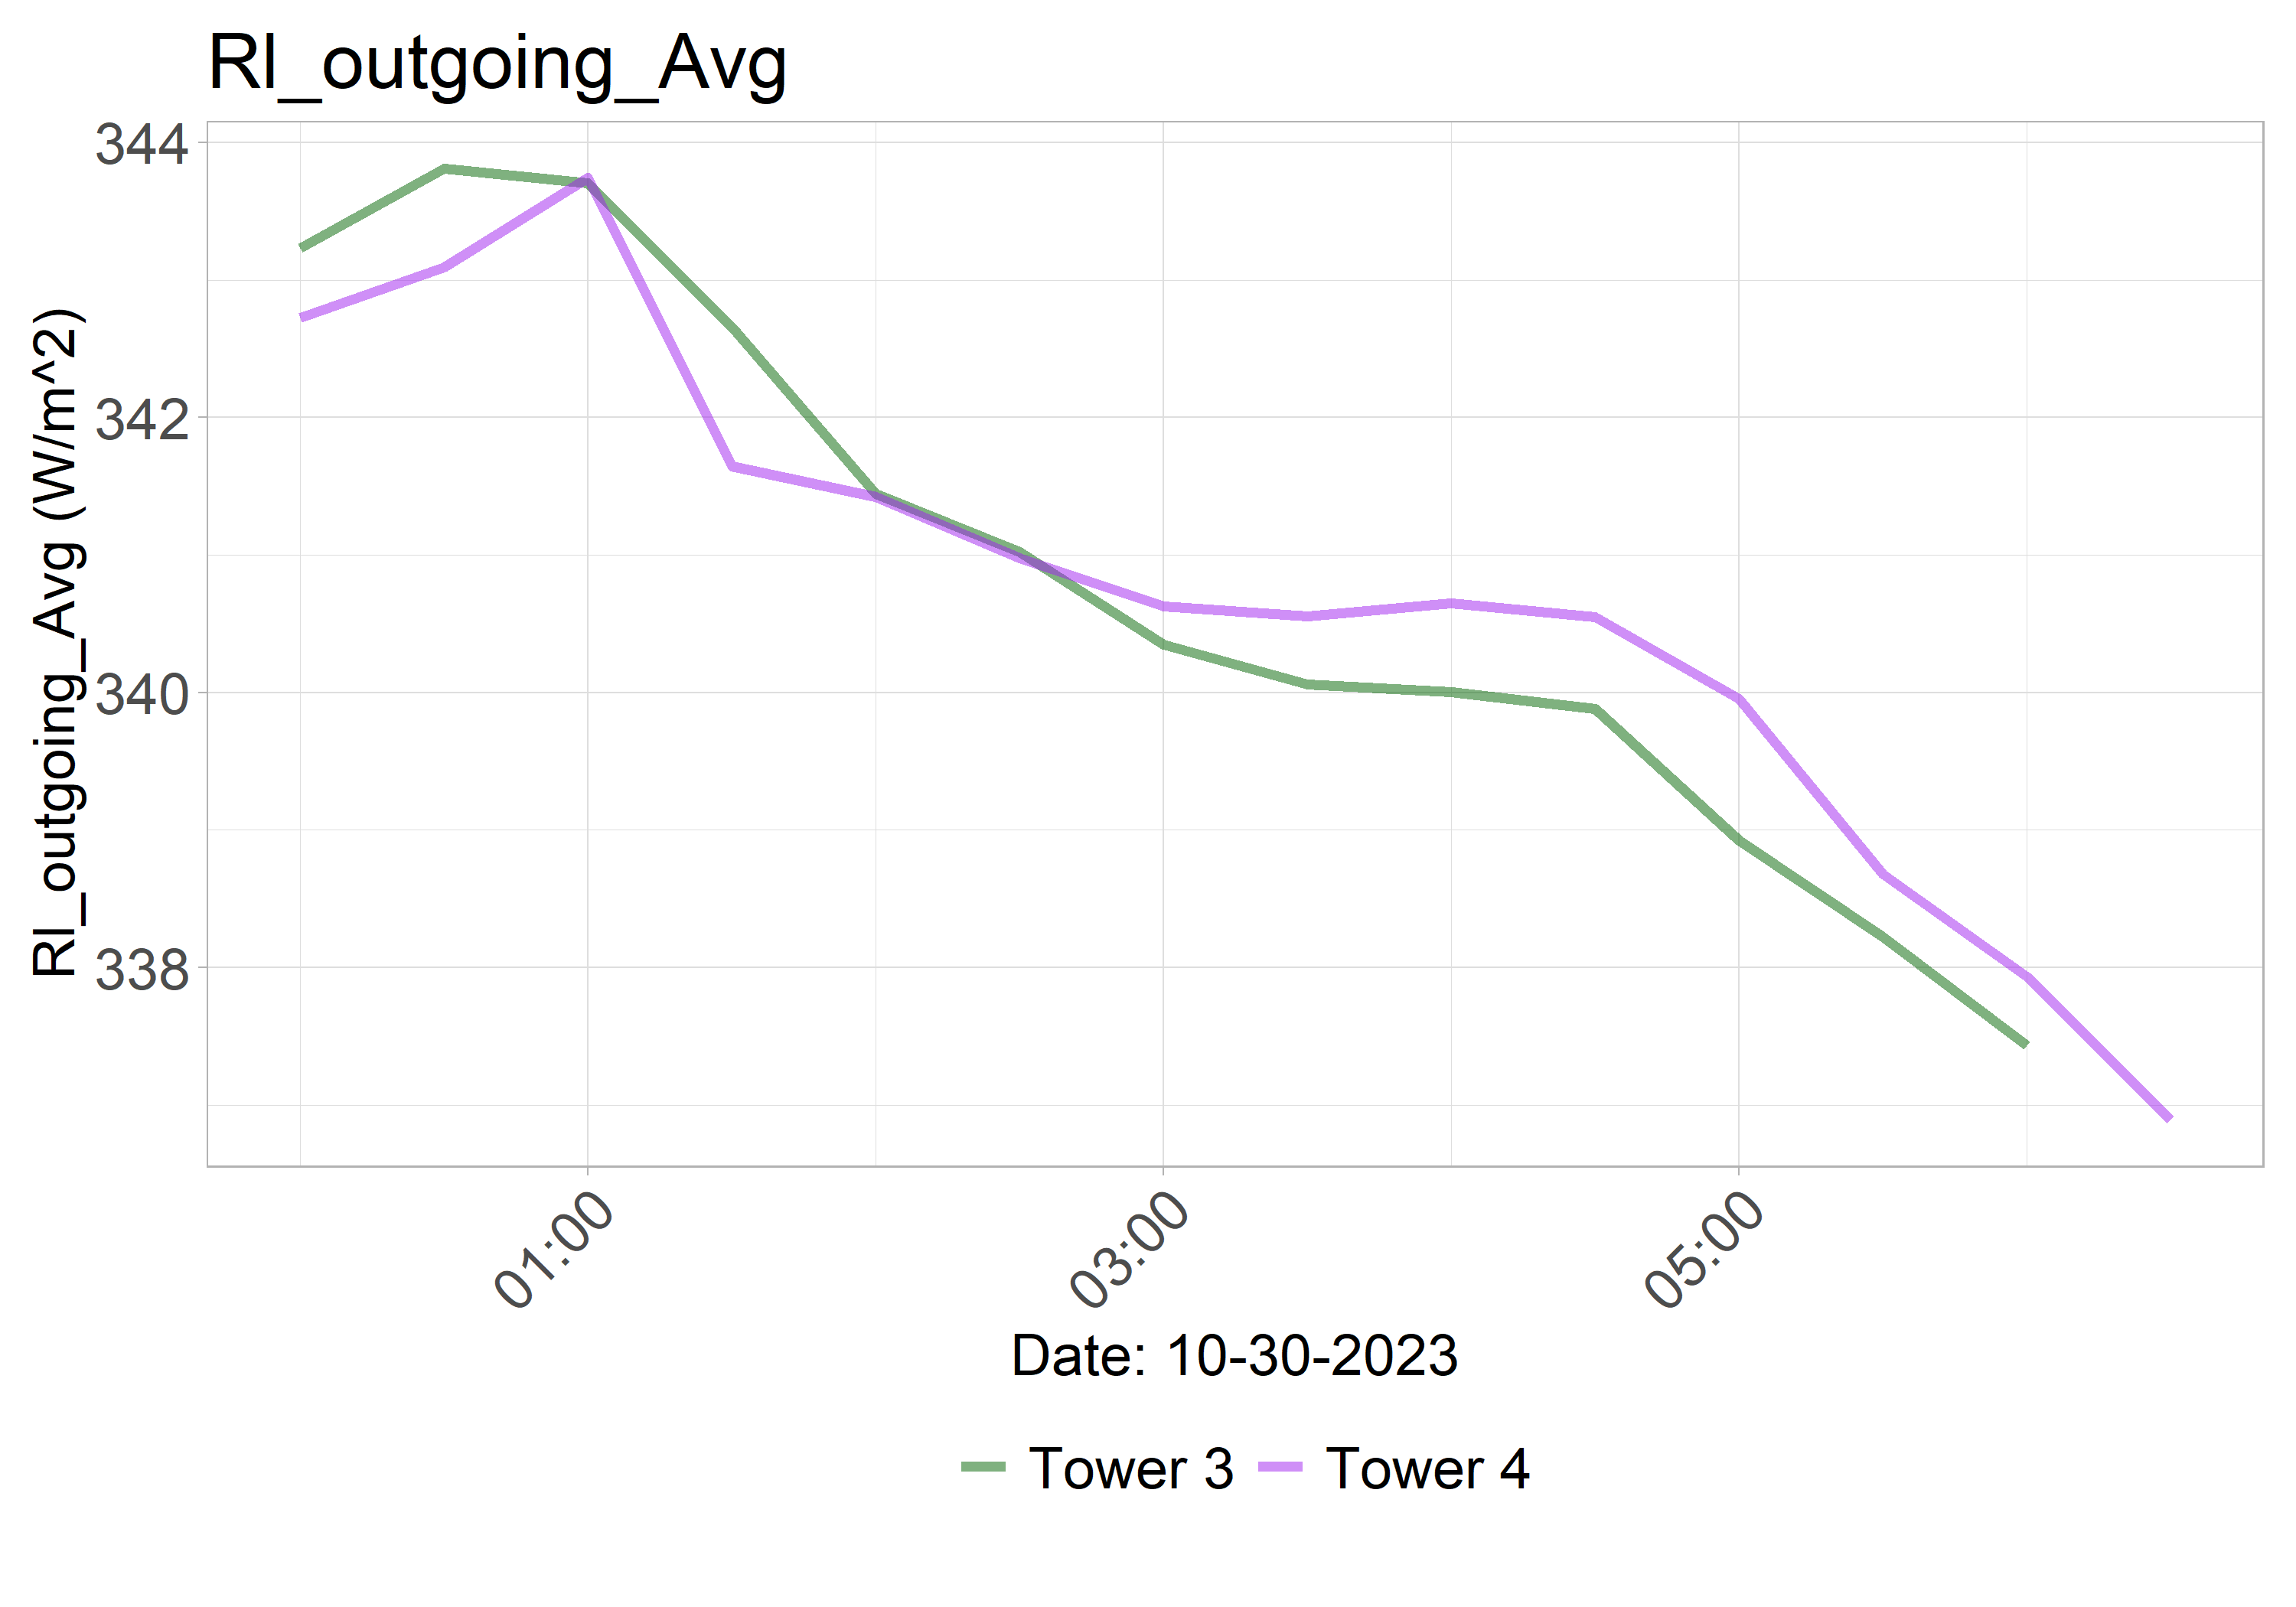 Rl_outgoing_Avg
Rl_outgoing_Avg (W/m^2)
344
342
340
338
01:00
03:00
05:00
Date: 10-30-2023
Tower 3
Tower 4